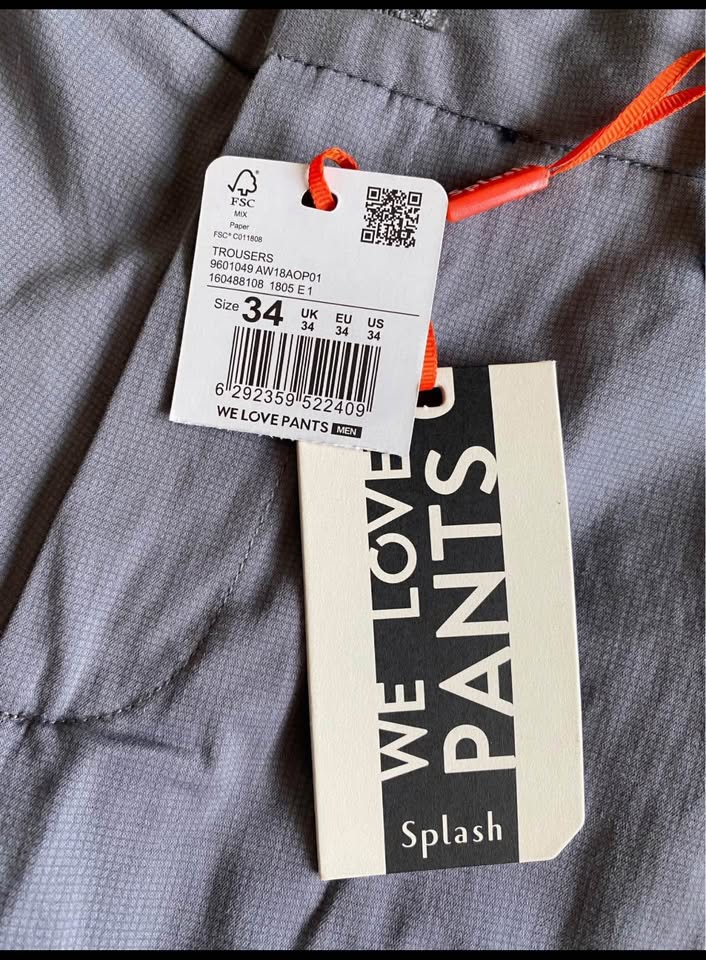 FSC
MIX
Paper
FSC® C011808
TROUSERS
9601049 AW18AOP01
160488108 1805 E 1
Size 34 UK 34 EU 34 US 34
6 292359 522409
WE LOVE PANTS MEN
WE LOVE
PANTS
Splash